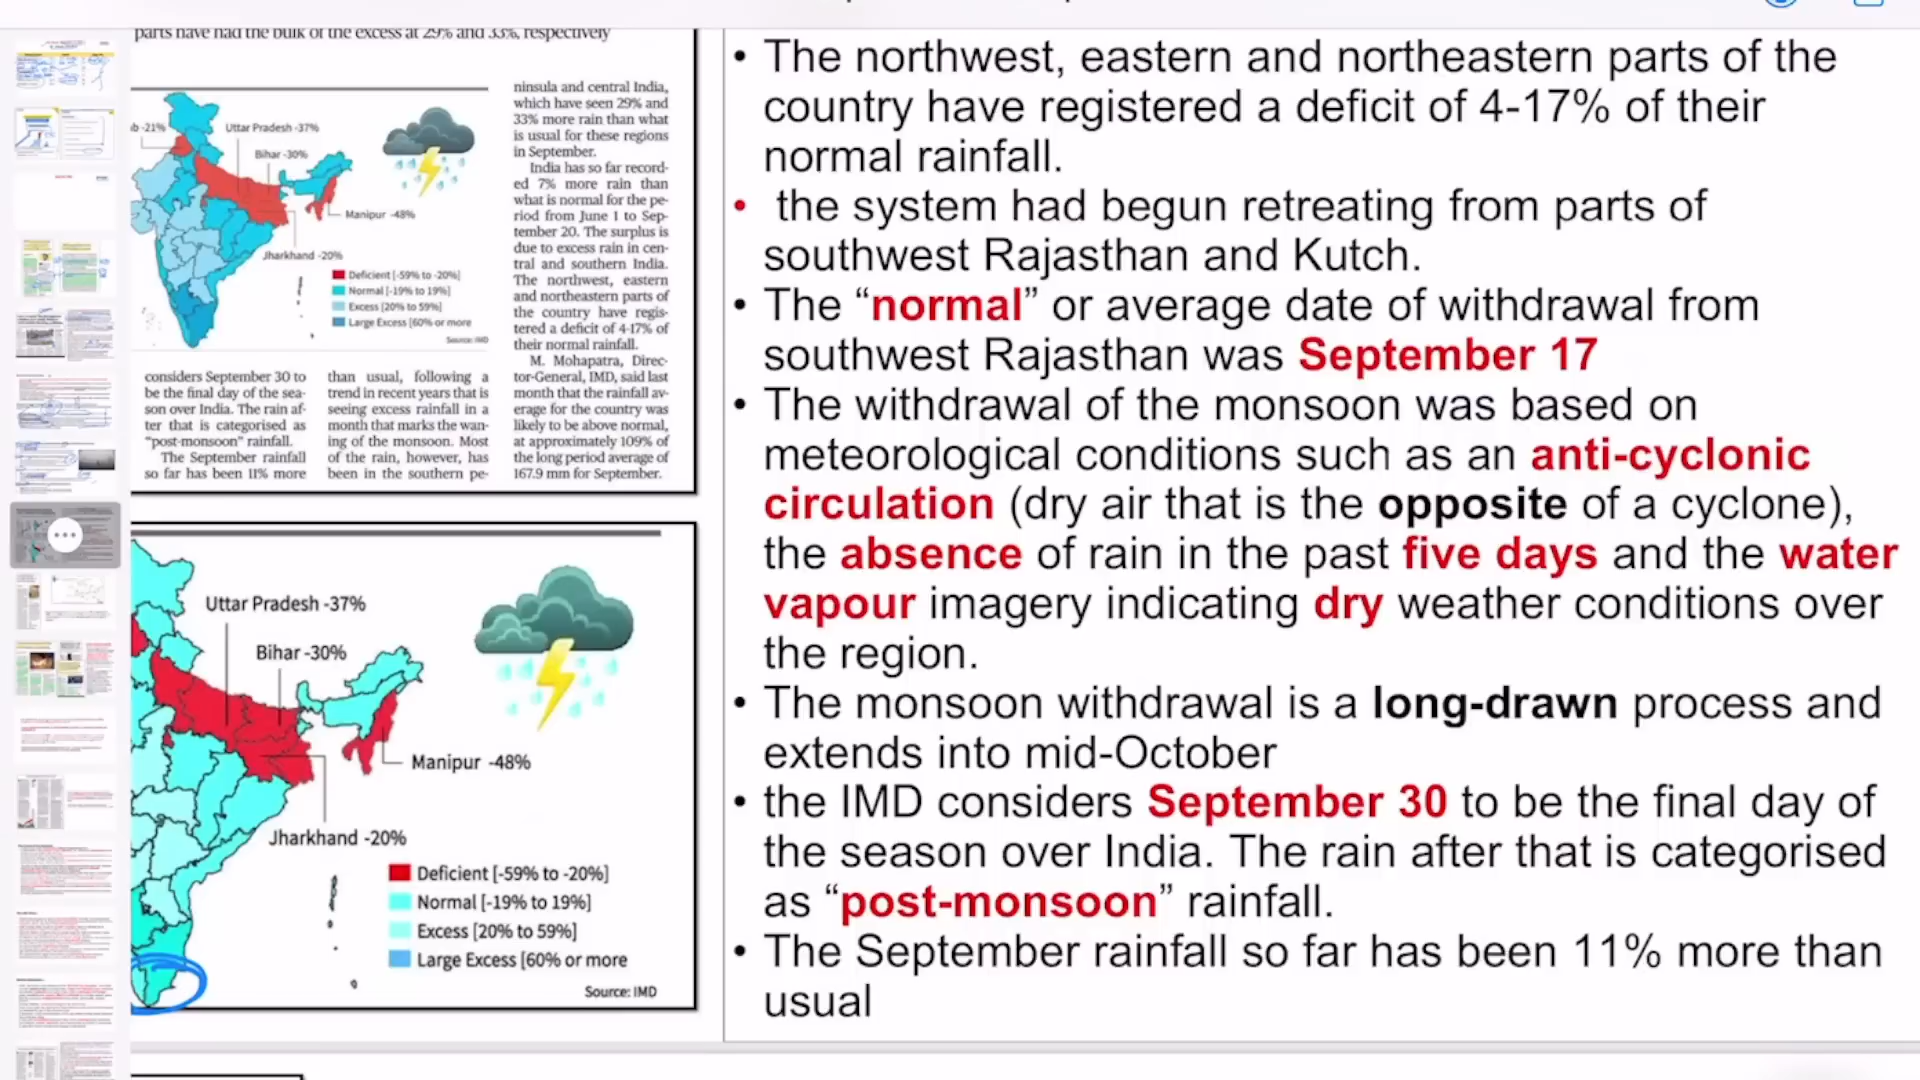 parts have had the bulk of the excess at 29% and 33%, respectively
b -21%
Uttar Pradesh -37%
Bihar -30%
Manipur -48%
Jharkhand -20%
Deficient [-59% to -20%]
Normal [-19% to 19%]
Excess [20% to 59%]
Large Excess [60% or more
Source: IMD
considers September 30 to
be the final day of the sea-
son over India. The rain af-
ter that is categorised as
“post-monsoon” rainfall.
The September rainfall
so far has been 11% more
than usual, following a
trend in recent years that is
seeing excess rainfall in a
month that marks the wan-
ing of the monsoon. Most
of the rain, however, has
been in the southern pe-
ninsula and central India,
which have seen 29% and
33% more rain than what
is usual for these regions
in September.
India has so far record-
ed 7% more rain than
what is normal for the pe-
riod from June 1 to Sep-
tember 20. The surplus is
due to excess rain in cen-
tral and southern India.
The northwest, eastern
and northeastern parts of
the country have regis-
tered a deficit of 4-17% of
their normal rainfall.
M. Mohapatra, Direc-
tor-General, IMD, said last
month that the rainfall av-
erage for the country was
likely to be above normal,
at approximately 109% of
the long period average of
167.9 mm for September.
Uttar Pradesh -37%
Bihar -30%
Manipur -48%
Jharkhand -20%
Deficient [-59% to -20%]
Normal [-19% to 19%]
Excess [20% to 59%]
Large Excess [60% or more
Source: IMD
• The northwest, eastern and northeastern parts of the
country have registered a deficit of 4-17% of their
normal rainfall.
• the system had begun retreating from parts of
southwest Rajasthan and Kutch.
• The “normal” or average date of withdrawal from
southwest Rajasthan was September 17
• The withdrawal of the monsoon was based on
meteorological conditions such as an anti-cyclonic
circulation (dry air that is the opposite of a cyclone),
the absence of rain in the past five days and the water
vapour imagery indicating dry weather conditions over
the region.
• The monsoon withdrawal is a long-drawn process and
extends into mid-October
• the IMD considers September 30 to be the final day of
the season over India. The rain after that is categorised
as “post-monsoon” rainfall.
• The September rainfall so far has been 11% more than
usual